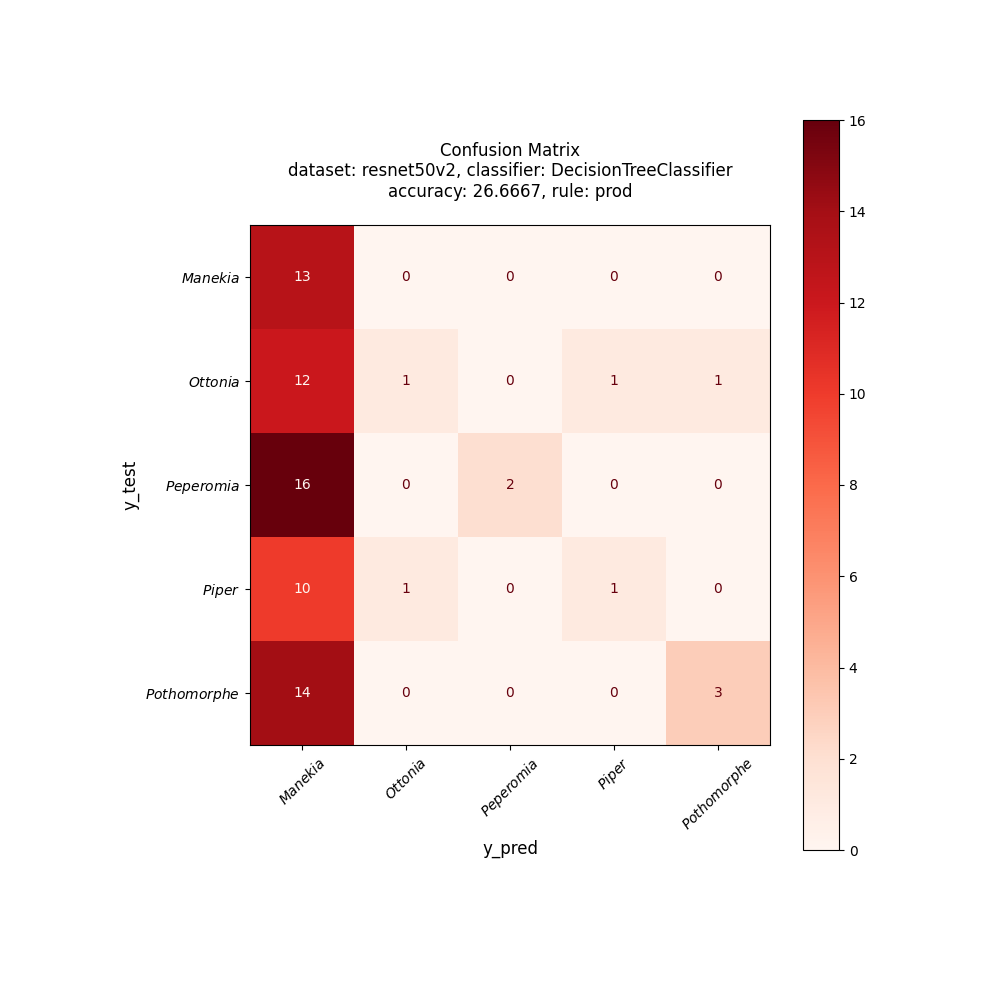 Confusion Matrix
dataset: resnet50v2, classifier: DecisionTreeClassifier
accuracy: 26.6667, rule: prod
Manekia 13 0 0 0 0
Ottonia 12 1 0 1 1
Peperomia 16 0 2 0 0
Piper 10 1 0 1 0
Pothomorphe 14 0 0 0 3
y_test
Manekia Ottonia Peperomia Piper Pothomorphe
y_pred
16
14
12
10
8
6
4
2
0